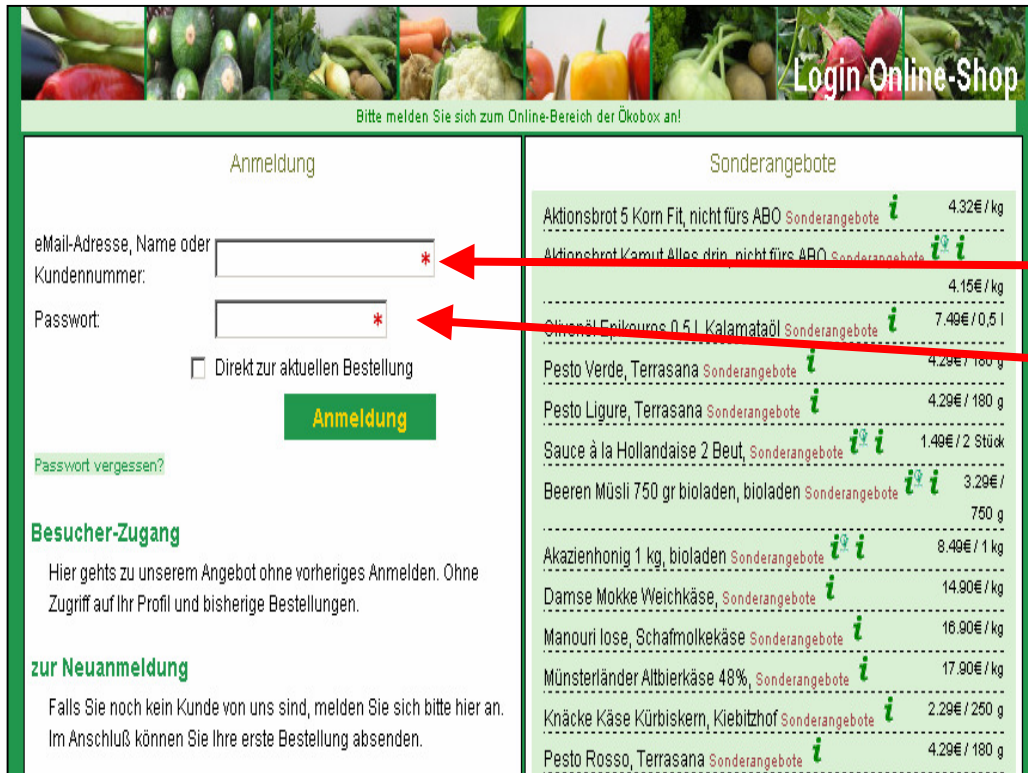 Login Online-Shop
Bitte melden Sie sich zum Online-Bereich der Ökobox an!
Anmeldung
eMail-Adresse, Name oder
Kundennummer:
*
Passwort:
*
Direkt zur aktuellen Bestellung
Anmeldung
Passwort vergessen?
Besucher-Zugang
Hier gehts zu unserem Angebot ohne vorheriges Anmelden. Ohne
Zugriff auf Ihr Profil und bisherige Bestellungen.
zur Neuanmeldung
Falls Sie noch kein Kunde von uns sind, melden Sie sich bitte hier an.
Im Anschluß können Sie Ihre erste Bestellung absenden.
Sonderangebote
Aktionsbrot 5 Korn Fit, nicht fürs ABO Sonderangebote i 4.32€ / kg
Aktionsbrot Kamut Alles drin, nicht fürs ABO Sonderangebote i i
4.15€ / kg
Olivenöl Epikouros 0,5 l, Kalamataöl Sonderangebote i 7.49€ / 0,5 l
Pesto Verde, Terrasana Sonderangebote i 4.29€ / 180 g
Pesto Ligure, Terrasana Sonderangebote i 4.29€ / 180 g
Sauce à la Hollandaise 2 Beut, Sonderangebote i i 1.49€ / 2 Stück
Beeren Müsli 750 gr bioladen, bioladen Sonderangebote i i 3.29€ /
750 g
Akazienhonig 1 kg, bioladen Sonderangebote i i 8.49€ / 1 kg
Damse Mokke Weichkäse, Sonderangebote i 14.90€ / kg
Manouri lose, Schafmolkekäse Sonderangebote i 16.90€ / kg
Münsterländer Altbierkäse 48%, Sonderangebote i 17.90€ / kg
Knäcke Käse Kürbiskern, Kiebitzhof Sonderangebote i 2.29€ / 250 g
Pesto Rosso, Terrasana Sonderangebote i 4.29€ / 180 g